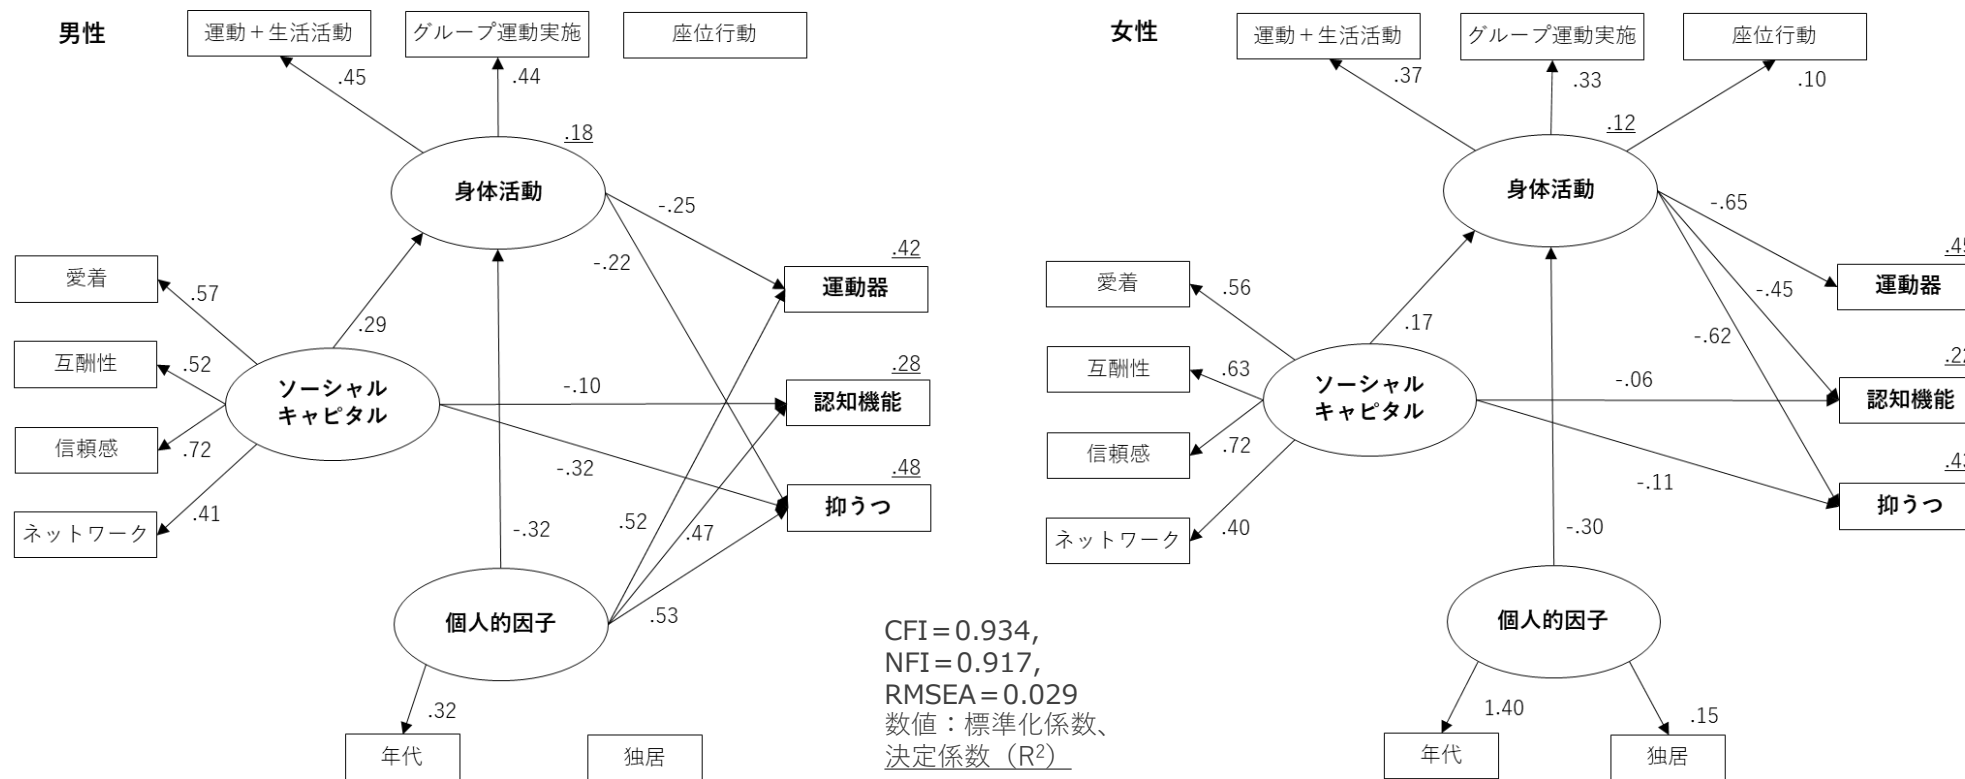 男性
運動＋生活活動
グループ運動実施
座位行動
.45
.44
.18
身体活動
-.25
-.22
.42
運動器
愛着
.57
.29
互酬性
.52
ソーシャル
キャピタル
-.10
.28
認知機能
信頼感
.72
-.32
.48
抑うつ
ネットワーク
.41
-.32
.52
.47
.53
個人的因子
.32
年代
独居
CFI＝0.934,
NFI＝0.917,
RMSEA＝0.029
数値：標準化係数、
決定係数（R²）
女性
運動＋生活活動
グループ運動実施
座位行動
.37
.33
.10
.12
身体活動
-.65
-.45
-.62
.45
運動器
愛着
.56
.17
互酬性
.63
ソーシャル
キャピタル
-.06
.22
認知機能
信頼感
.72
-.11
.43
抑うつ
ネットワーク
.40
-.30
個人的因子
1.40
.15
年代
独居